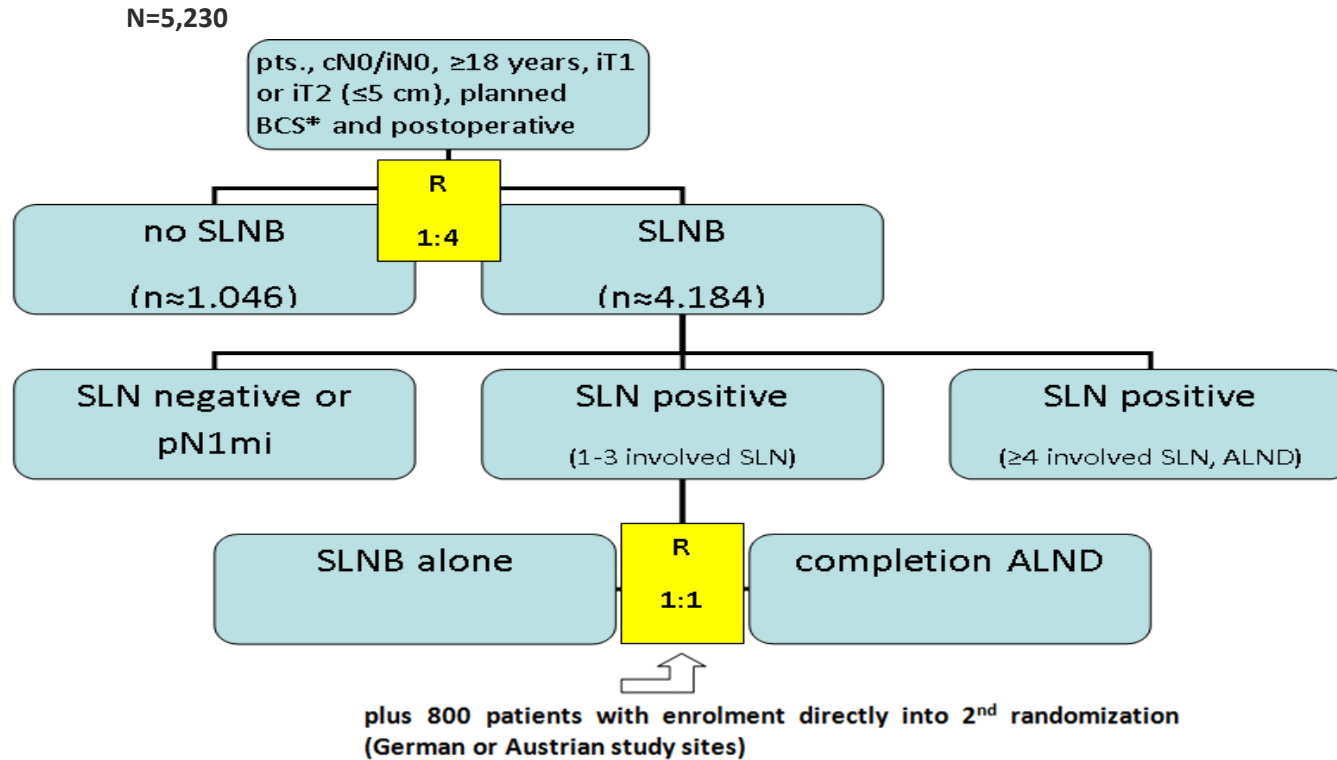 N=5,230
pts., cN0/iN0, ≥18 years, iT1
or iT2 (≤5 cm), planned
BCS* and postoperative
R
1:4
no SLNB
(n≈1.046)
SLNB
(n≈4.184)
SLN negative or
pN1mi
SLN positive
(1-3 involved SLN)
SLN positive
(≥4 involved SLN, ALND)
SLNB alone
R
1:1
completion ALND
plus 800 patients with enrolment directly into 2nd randomization
(German or Austrian study sites)